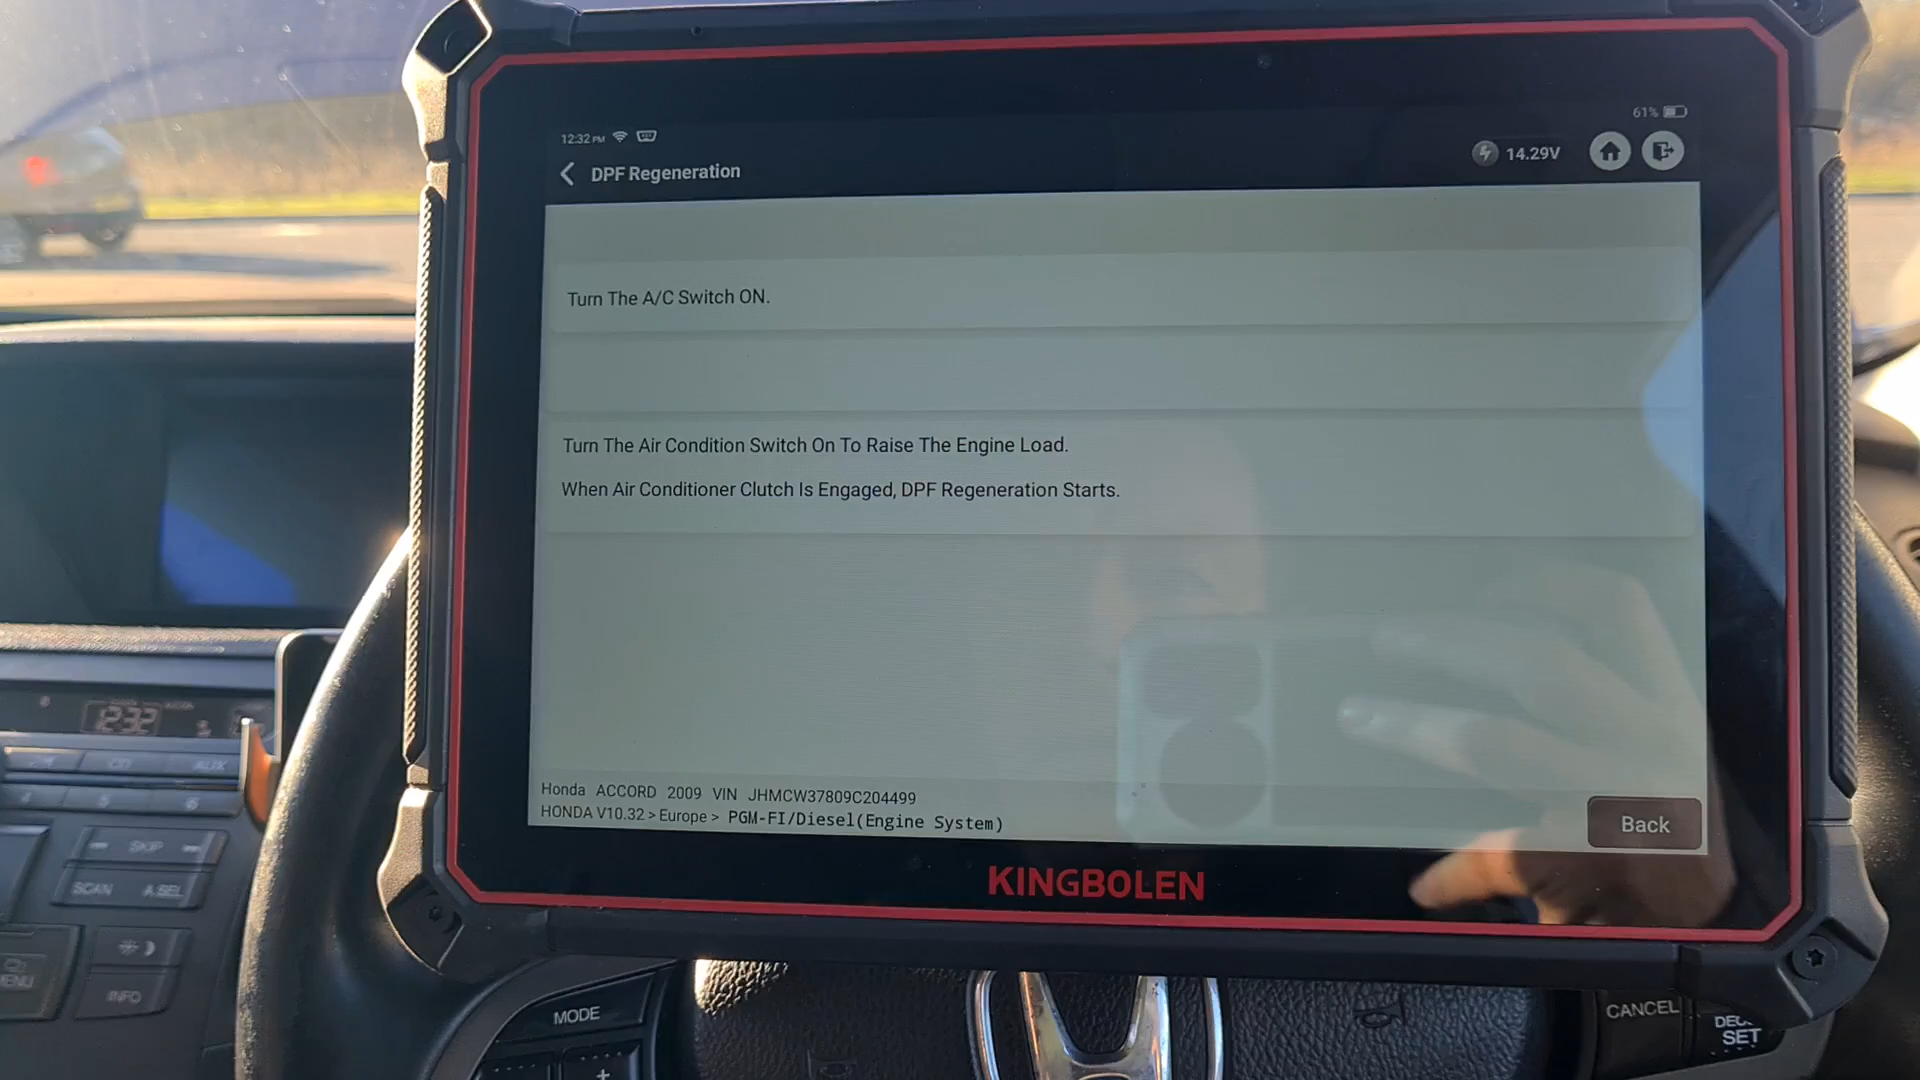 61%
12:32 PM
14.29V
DPF Regeneration
Turn The A/C Switch ON.
Turn The Air Condition Switch On To Raise The Engine Load.
When Air Conditioner Clutch Is Engaged, DPF Regeneration Starts.
Honda ACCORD 2009 VIN JHMCW37809C204499
HONDA V10.32 > Europe > PGM-FI/Diesel(Engine System)
Back
KINGBOLEN
12:32
AUX
SKIP
SCAN A.SEL
MENU
INFO
MODE
+
CANCEL
SET